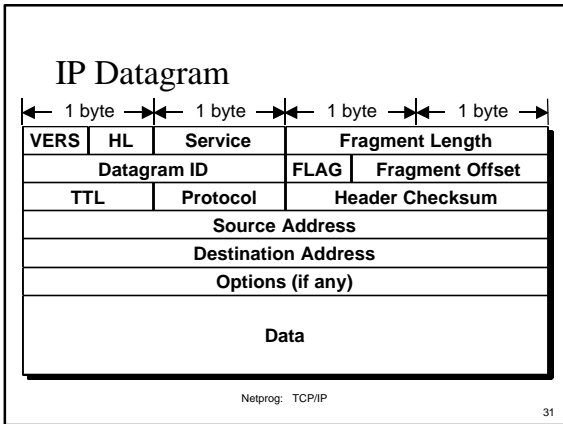 IP Datagram
1 byte 1 byte 1 byte 1 byte
VERS HL Service Fragment Length
Datagram ID FLAG Fragment Offset
TTL Protocol Header Checksum
Source Address
Destination Address
Options (if any)
Data
Netprog: TCP/IP
31